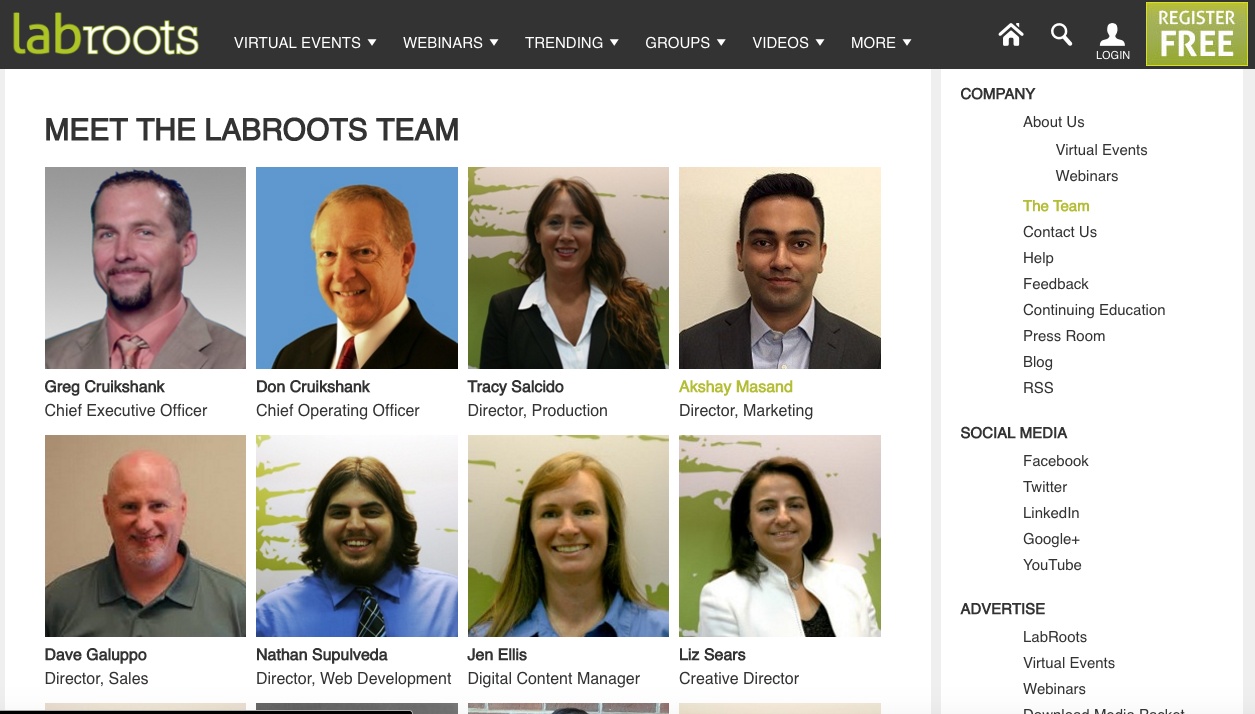 labroots
VIRTUAL EVENTS ▼ WEBINARS ▼ TRENDING ▼ GROUPS ▼ VIDEOS ▼ MORE ▼
LOGIN
REGISTER
FREE
MEET THE LABROOTS TEAM
Greg Cruikshank
Chief Executive Officer
Don Cruikshank
Chief Operating Officer
Tracy Salcido
Director, Production
Akshay Masand
Director, Marketing
Dave Galuppo
Director, Sales
Nathan Supulveda
Director, Web Development
Jen Ellis
Digital Content Manager
Liz Sears
Creative Director
COMPANY
About Us
Virtual Events
Webinars
The Team
Contact Us
Help
Feedback
Continuing Education
Press Room
Blog
RSS
SOCIAL MEDIA
Facebook
Twitter
LinkedIn
Google+
YouTube
ADVERTISE
LabRoots
Virtual Events
Webinars
Download Media Packet